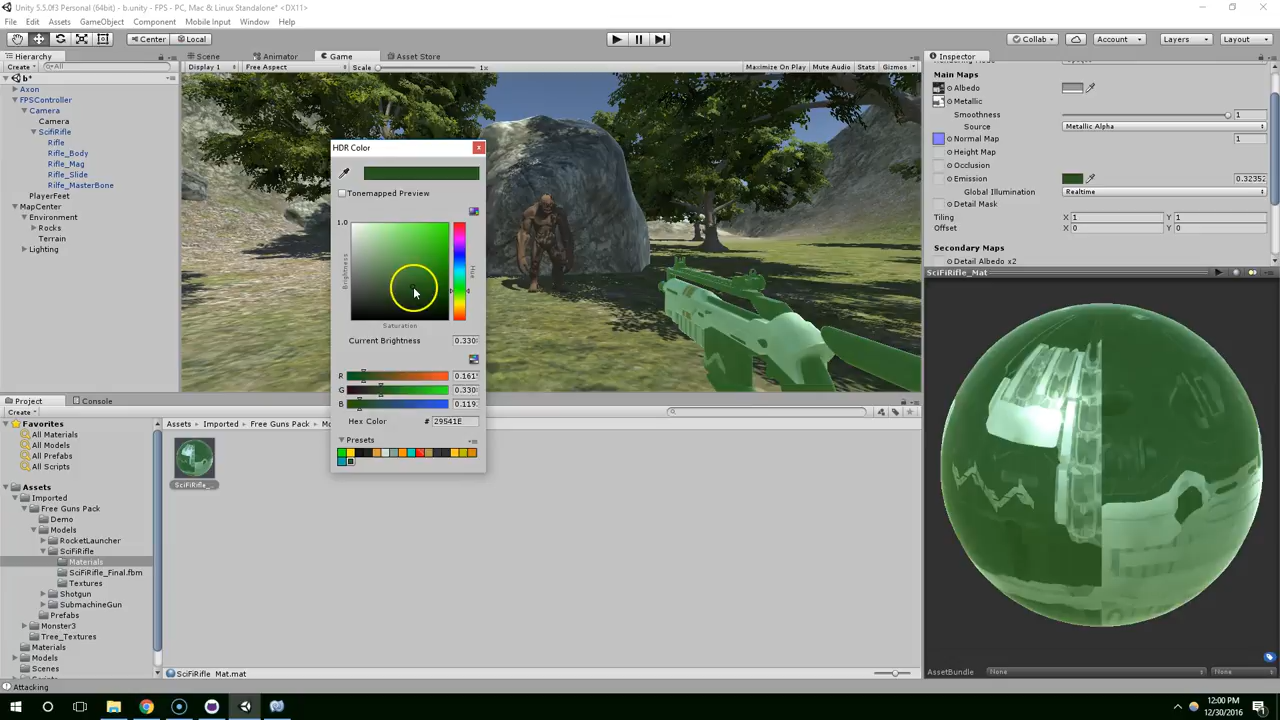 Unity 5.5.0f3 Personal (64bit) - b.unity - FPS - PC, Mac & Linux Standalone* <DX11>
File Edit Assets GameObject Component Mobile Input Window Help
Center Local Collab Account Layers Layout
Hierarchy
Create All
b*
Axon
FPSController
Camera
Camera
ScifiRifle
Rifle
Rifle_Body
Rifle_Mag
Rifle_Slide
Rilfe_MasterBone
PlayerFeet
MapCenter
Environment
Rocks
Terrain
Lighting
Scene Animator Game Asset Store
Display 1 Free Aspect Scale 1x Maximize On Play Mute Audio Stats Gizmos
HDR Color
Tonemapped Preview
1.0
Brightness
Hue
Saturation
Current Brightness 0.330
R 0.161
G 0.330
B 0.119
Hex Color # 29541E
Presets
Inspector
Main Maps
Albedo
Metallic
Smoothness 1
Source Metallic Alpha
Normal Map 1
Height Map
Occlusion
Emission 0.32352
Global Illumination Realtime
Detail Mask
Tiling X 1 Y 1
Offset X 0 Y 0
Secondary Maps
Detail Albedo x2
SciFiRifle_Mat
AssetBundle None None
Project Console
Create
Favorites
All Materials
All Models
All Prefabs
All Scripts
Assets
Imported
Free Guns Pack
Demo
Models
RocketLauncher
SciFiRifle
Materials
SciFiRifle_Final.fbm
Textures
Shotgun
SubmachineGun
Prefabs
Monster3
Tree_Textures
Materials
Models
Scenes
Assets Imported Free Guns Pack
SciFiRifle_...
SciFiRifle_Mat.mat
Attacking
12:00 PM
12/30/2016